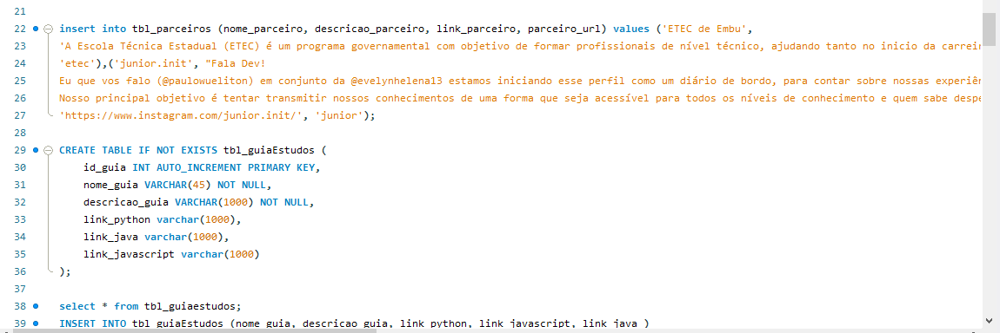 21
22 insert into tbl_parceiros (nome_parceiro, descricao_parceiro, link_parceiro, parceiro_url) values ('ETEC de Embu',
23 'A Escola Técnica Estadual (ETEC) é um programa governamental com objetivo de formar profissionais de nível técnico, ajudando tanto no inicio da carreir
24 'etec'),('junior.init', "Fala Dev!
25 Eu que vos falo (@paulowueliton) em conjunto da @evelynhelena13 estamos iniciando esse perfil como um diário de bordo, para contar sobre nossas experiên
26 Nosso principal objetivo é tentar transmitir nossos conhecimentos de uma forma que seja acessível para todos os níveis de conhecimento e quem sabe despe
27 'https://www.instagram.com/junior.init/', 'junior');
28
29 CREATE TABLE IF NOT EXISTS tbl_guiaEstudos (
30 id_guia INT AUTO_INCREMENT PRIMARY KEY,
31 nome_guia VARCHAR(45) NOT NULL,
32 descricao_guia VARCHAR(1000) NOT NULL,
33 link_python varchar(1000),
34 link_java varchar(1000),
35 link_javascript varchar(1000)
36 );
37
38 select * from tbl_guiaestudos;
39 INSERT INTO tbl_guiaEstudos (nome_guia, descricao_guia, link_python, link_javascript, link_java )